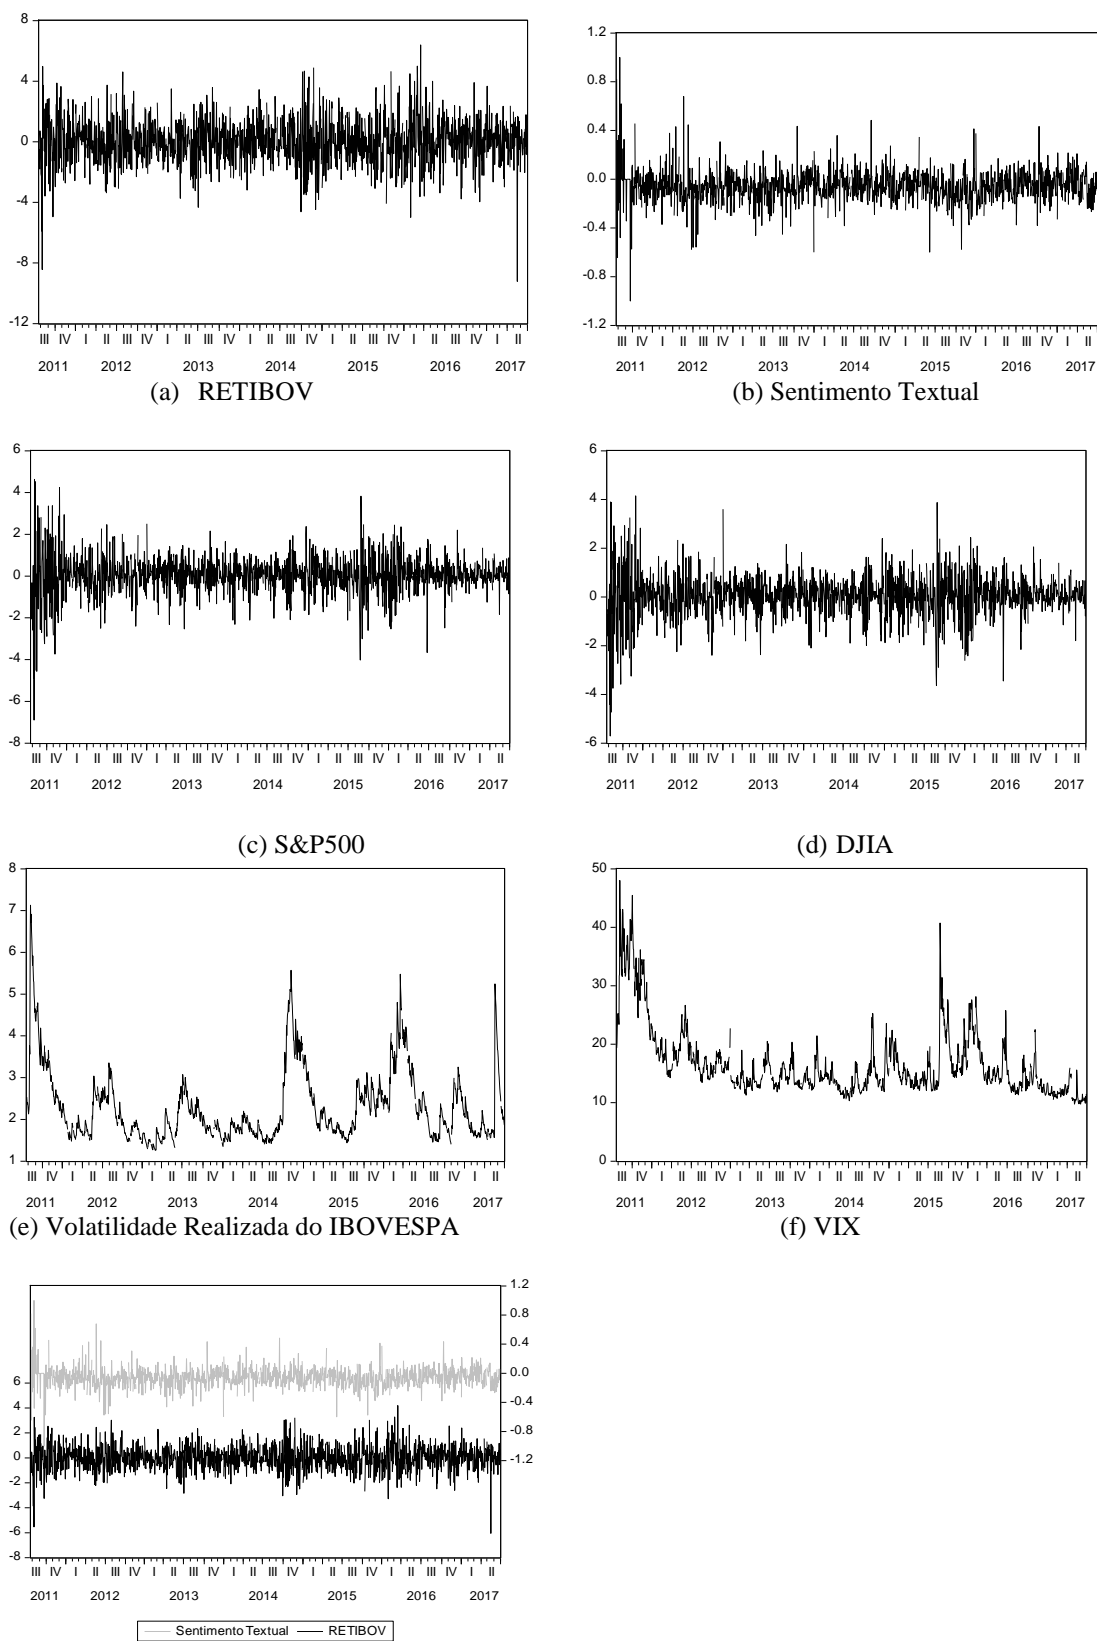 8
4
0
-4
-8
-12
III IV I II III IV I II III IV I II III IV I II III IV I II III IV I II
2011 2012 2013 2014 2015 2016 2017
(a) RETIBOV
1.2
0.8
0.4
0.0
-0.4
-0.8
-1.2
III IV I II III IV I II III IV I II III IV I II III IV I II III IV I II
2011 2012 2013 2014 2015 2016 2017
(b) Sentimento Textual
6
4
2
0
-2
-4
-6
-8
III IV I II III IV I II III IV I II III IV I II III IV I II III IV I II
2011 2012 2013 2014 2015 2016 2017
(c) S&P500
6
4
2
0
-2
-4
-6
III IV I II III IV I II III IV I II III IV I II III IV I II III IV I II
2011 2012 2013 2014 2015 2016 2017
(d) DJIA
8
7
6
5
4
3
2
1
III IV I II III IV I II III IV I II III IV I II III IV I II III IV I II
2011 2012 2013 2014 2015 2016 2017
(e) Volatilidade Realizada do IBOVESPA
50
40
30
20
10
0
III IV I II III IV I II III IV I II III IV I II III IV I II III IV I II
2011 2012 2013 2014 2015 2016 2017
(f) VIX
1.2
0.8
0.4
0.0
-0.4
-0.8
-1.2
6
4
2
0
-2
-4
-6
-8
III IV I II III IV I II III IV I II III IV I II III IV I II III IV I II
2011 2012 2013 2014 2015 2016 2017
Sentimento Textual RETIBOV